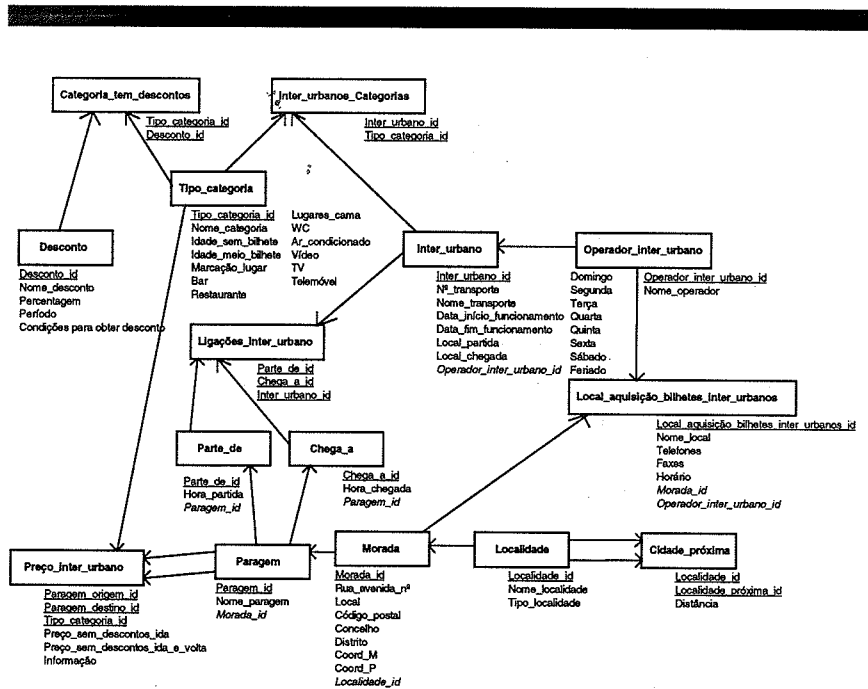 Categoria_tem_descontos
Tipo_categoria_id
Desconto_id
Inter_urbanos_Categorias
Inter_urbano_id
Tipo_categoria_id
Tipo_categoria
Tipo_categoria_id
Nome_categoria
Idade_sem_bilhete
Idade_meio_bilhete
Marcação_lugar
Bar
Restaurante
Lugares_cama
WC
Ar_condicionado
Vídeo
TV
Telemóvel
Desconto
Desconto_id
Nome_desconto
Percentagem
Período
Condições para obter desconto
Inter_urbano
Inter_urbano_id
Nº_transporte
Nome_transporte
Data_início_funcionamento
Data_fim_funcionamento
Local_partida
Local_chegada
Operador_inter_urbano_id
Domingo
Segunda
Terça
Quarta
Quinta
Sexta
Sábado
Feriado
Operador_inter_urbano
Operador_inter_urbano_id
Nome_operador
Ligações_inter_urbano
Parte_de_id
Chega_a_id
Inter_urbano_id
Local_aquisição_bilhetes_inter_urbanos
Local_aquisição_bilhetes_inter_urbanos_id
Nome_local
Telefones
Faxes
Horário
Morada_id
Operador_inter_urbano_id
Parte_de
Parte_de_id
Hora_partida
Paragem_id
Chega_a
Chega_a_id
Hora_chegada
Paragem_id
Preço_inter_urbano
Paragem_origem_id
Paragem_destino_id
Tipo_categoria_id
Preço_sem_descontos_ida
Preço_sem_descontos_ida_e_volta
Informação
Paragem
Paragem_id
Nome_paragem
Morada_id
Morada
Morada_id
Rua_avenida_nº
Local
Código_postal
Concelho
Distrito
Coord_M
Coord_P
Localidade_id
Localidade
Localidade_id
Nome_localidade
Tipo_localidade
Cidade_próxima
Localidade_id
Localidade_próxima_id
Distância